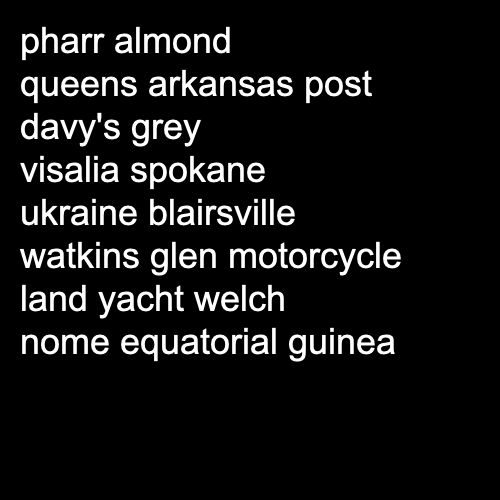 pharr almond
queens arkansas post
davy's grey
visalia spokane
ukraine blairsville
watkins glen motorcycle
land yacht welch
nome equatorial guinea